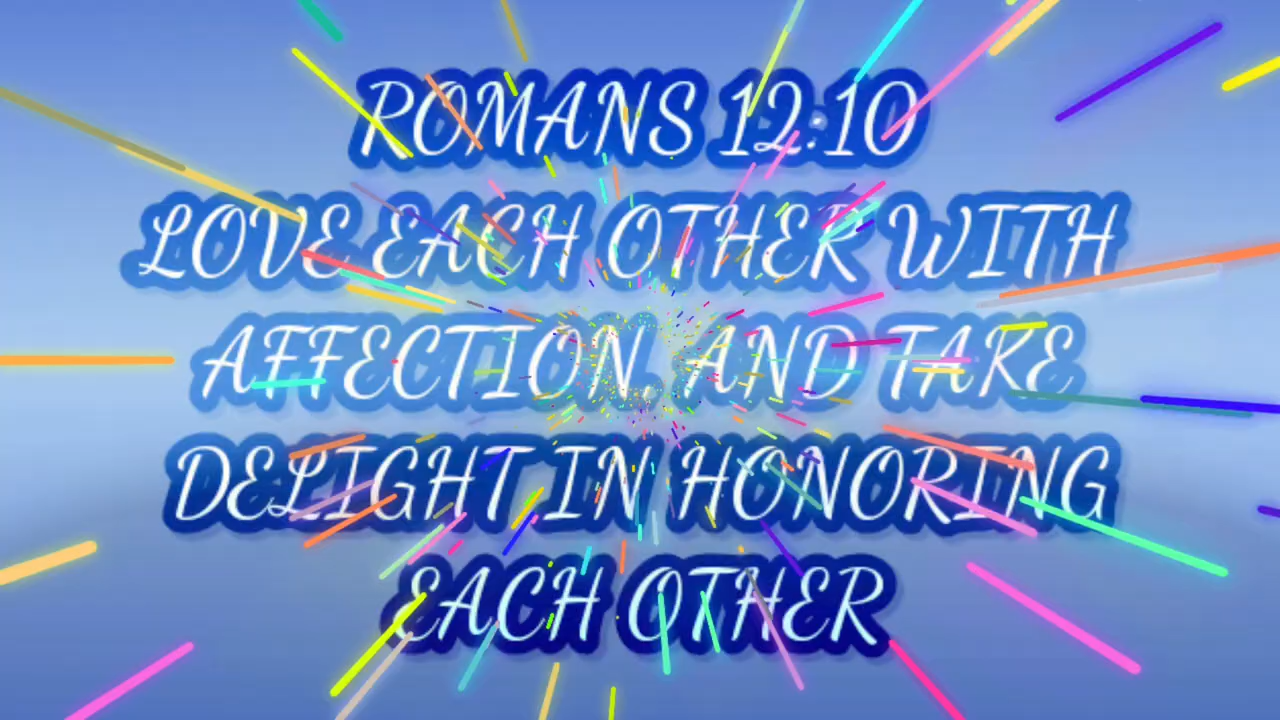 ROMANS 12:10
LOVE EACH OTHER WITH
AFFECTION, AND TAKE
DELIGHT IN HONORING
EACH OTHER